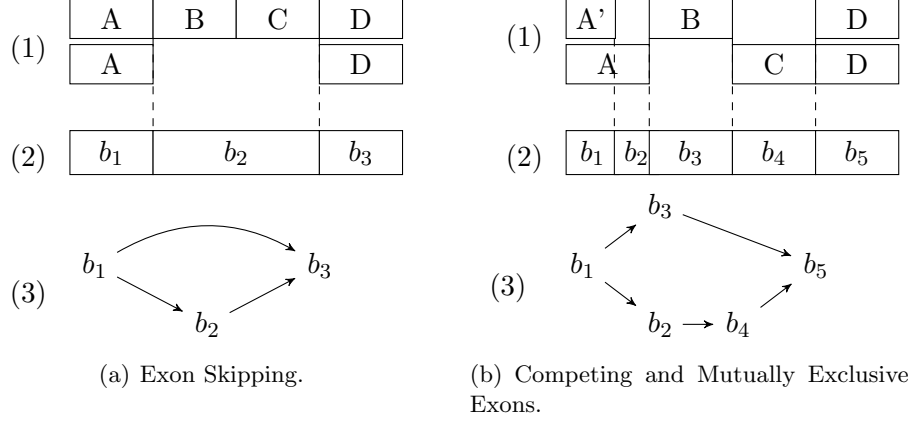 A B C D
(1)
A D
(2) b1 b2 b3
b1 b3
(3)
b2
(a) Exon Skipping.
A' B D
(1)
A C D
(2) b1 b2 b3 b4 b5
b3
b1 b5
(3)
b2 b4
(b) Competing and Mutually Exclusive
Exons.